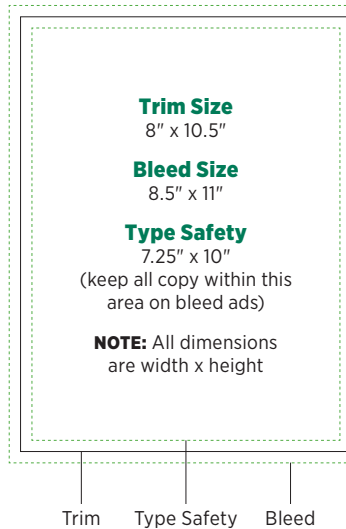 Trim Size
8" x 10.5"
Bleed Size
8.5" x 11"
Type Safety
7.25" x 10"
(keep all copy within this
area on bleed ads)
NOTE: All dimensions
are width x height
Trim Type Safety Bleed